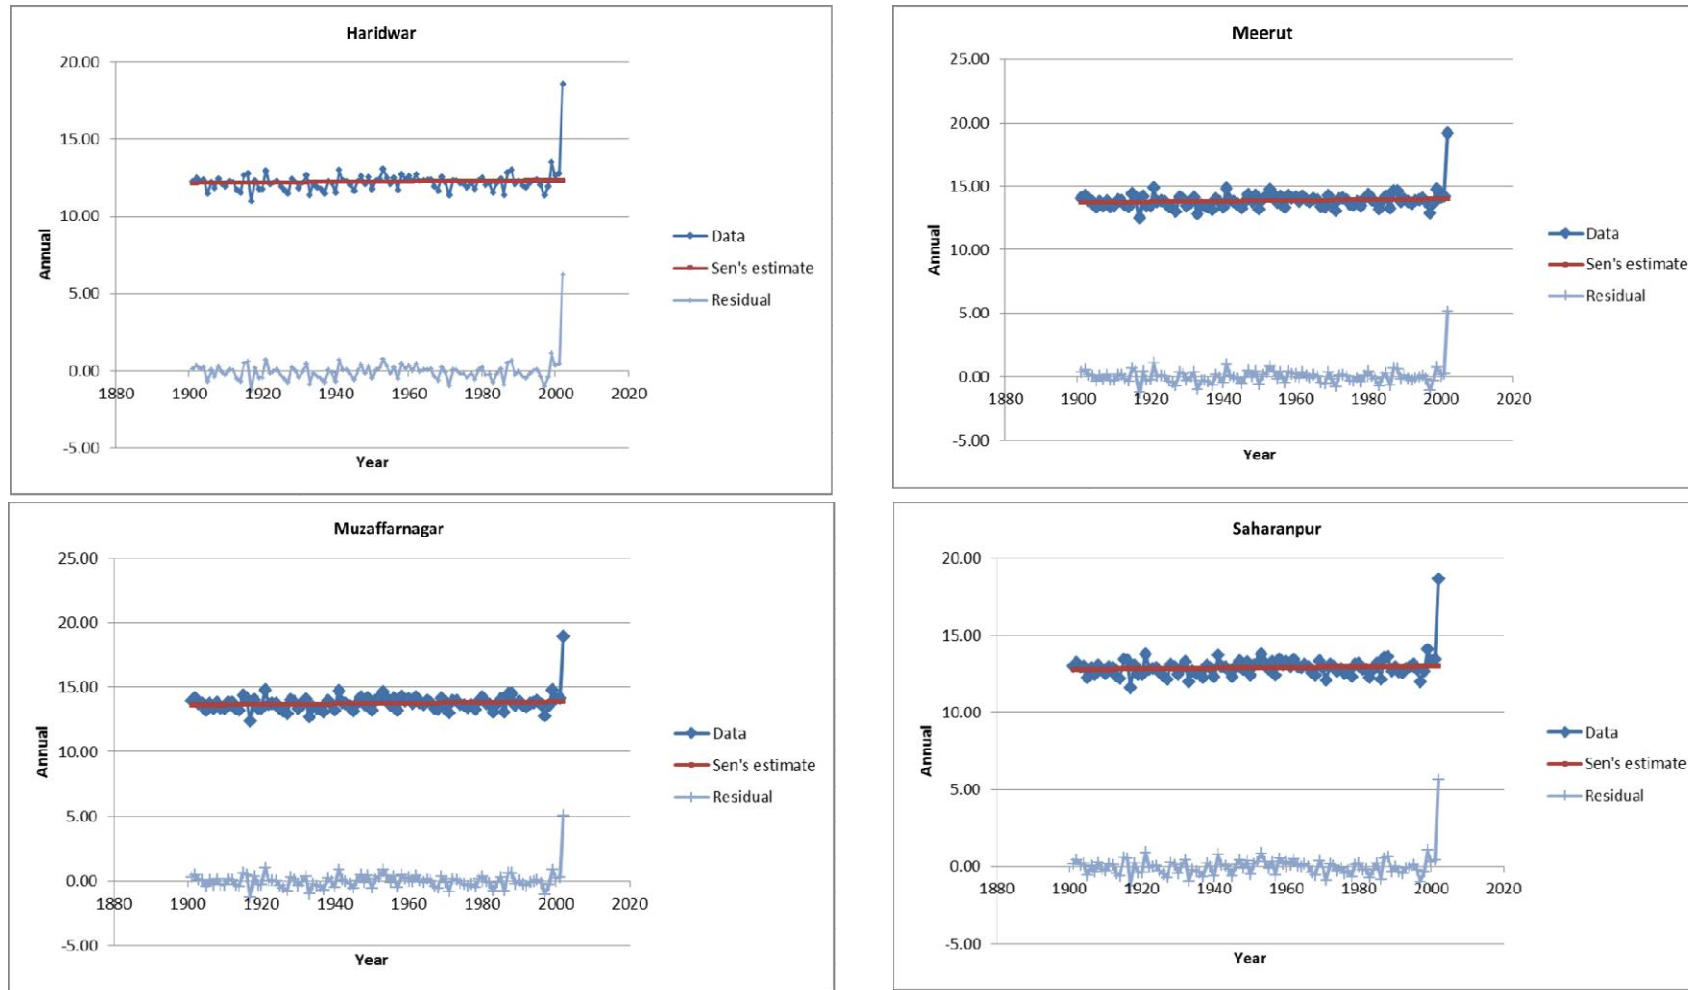 Haridwar
20.00
15.00
10.00
5.00
0.00
-5.00
1880 1900 1920 1940 1960 1980 2000 2020
Annual
Year
Data
Sen's estimate
Residual
Meerut
25.00
20.00
15.00
10.00
5.00
0.00
-5.00
1880 1900 1920 1940 1960 1980 2000 2020
Annual
Year
Data
Sen's estimate
Residual
Muzaffarnagar
25.00
20.00
15.00
10.00
5.00
0.00
-5.00
1880 1900 1920 1940 1960 1980 2000 2020
Annual
Year
Data
Sen's estimate
Residual
Saharanpur
20.00
15.00
10.00
5.00
0.00
-5.00
1880 1900 1920 1940 1960 1980 2000 2020
Annual
Year
Data
Sen's estimate
Residual